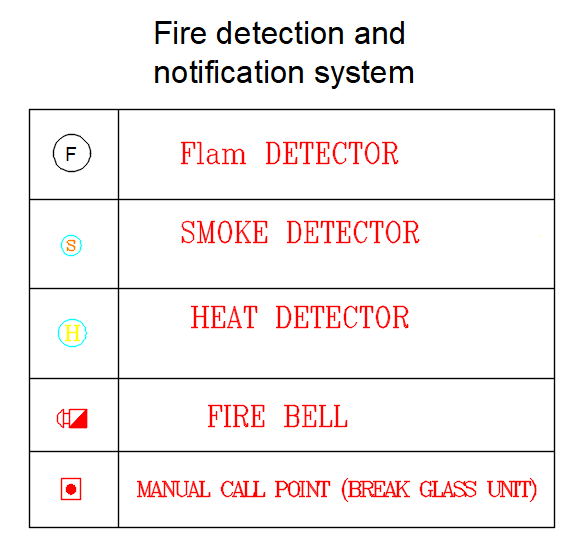 Fire detection and
notification system
F Flam DETECTOR
S SMOKE DETECTOR
H HEAT DETECTOR
FIRE BELL
MANUAL CALL POINT (BREAK GLASS UNIT)